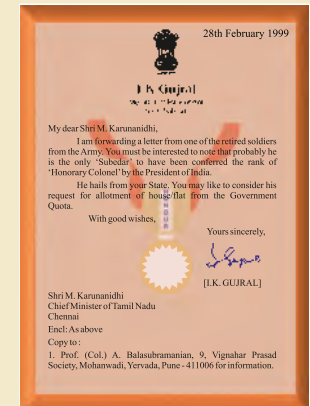 28th February 1999
I. K. Gujral
My dear Shri M. Karunanidhi,
I am forwarding a letter from one of the retired soldiers
from the Army. You must be interested to note that probably he
is the only 'Subedar' to have been conferred the rank of
'Honorary Colonel' by the President of India.
He hails from your State. You may like to consider his
request for allotment of house/flat from the Government
Quota.
With good wishes,
Yours sincerely,
[I.K. GUJRAL]
Shri M. Karunanidhi
Chief Minister of Tamil Nadu
Chennai
Encl: As above
Copy to :
1. Prof. (Col.) A. Balasubramanian, 9, Vignahar Prasad
Society, Mohanwadi, Yervada, Pune - 411006 for information.